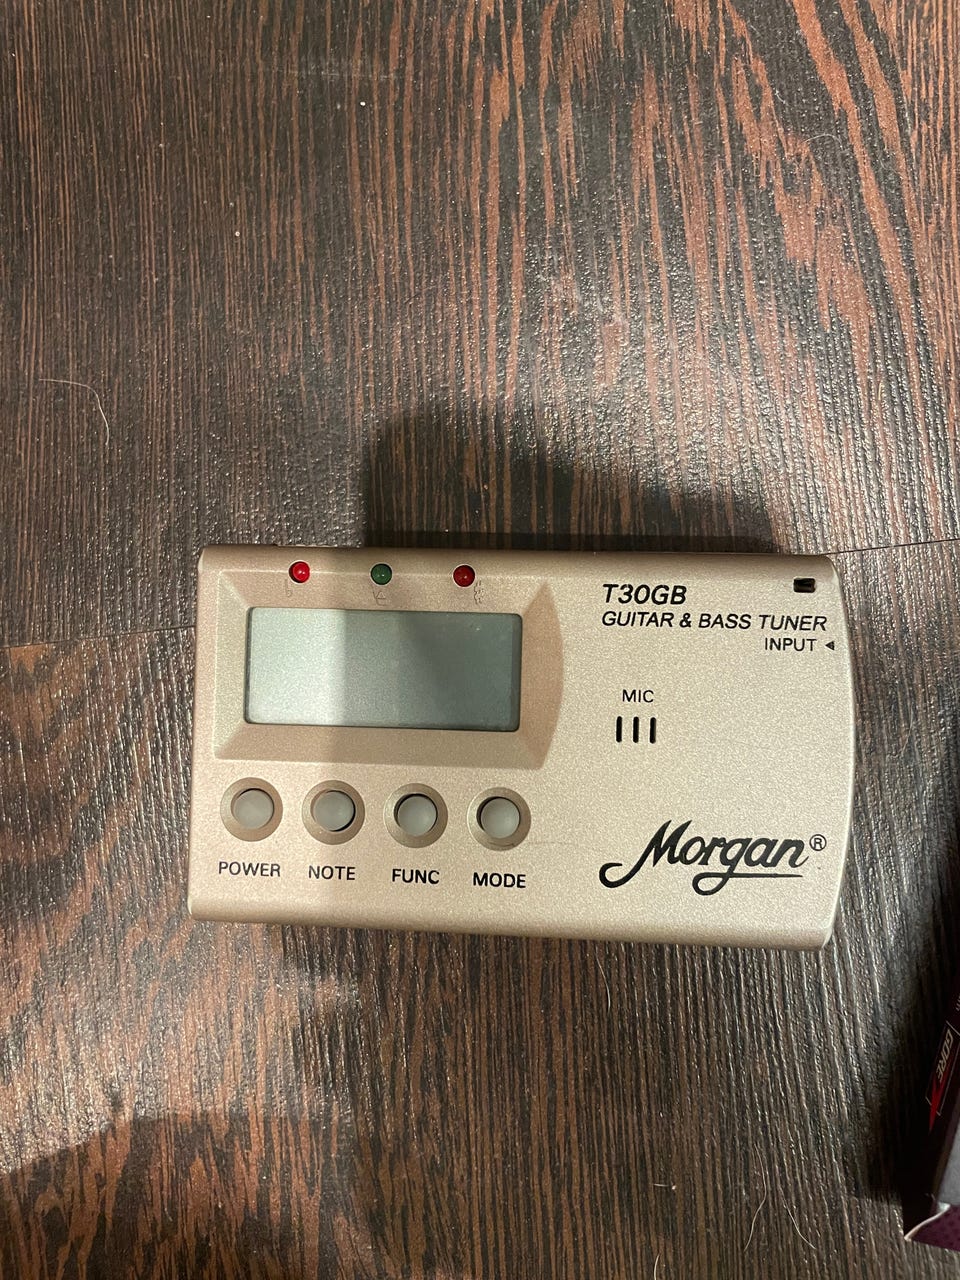 T30GB
GUITAR & BASS TUNER
INPUT ◄
MIC
POWER NOTE FUNC MODE
Morgan®